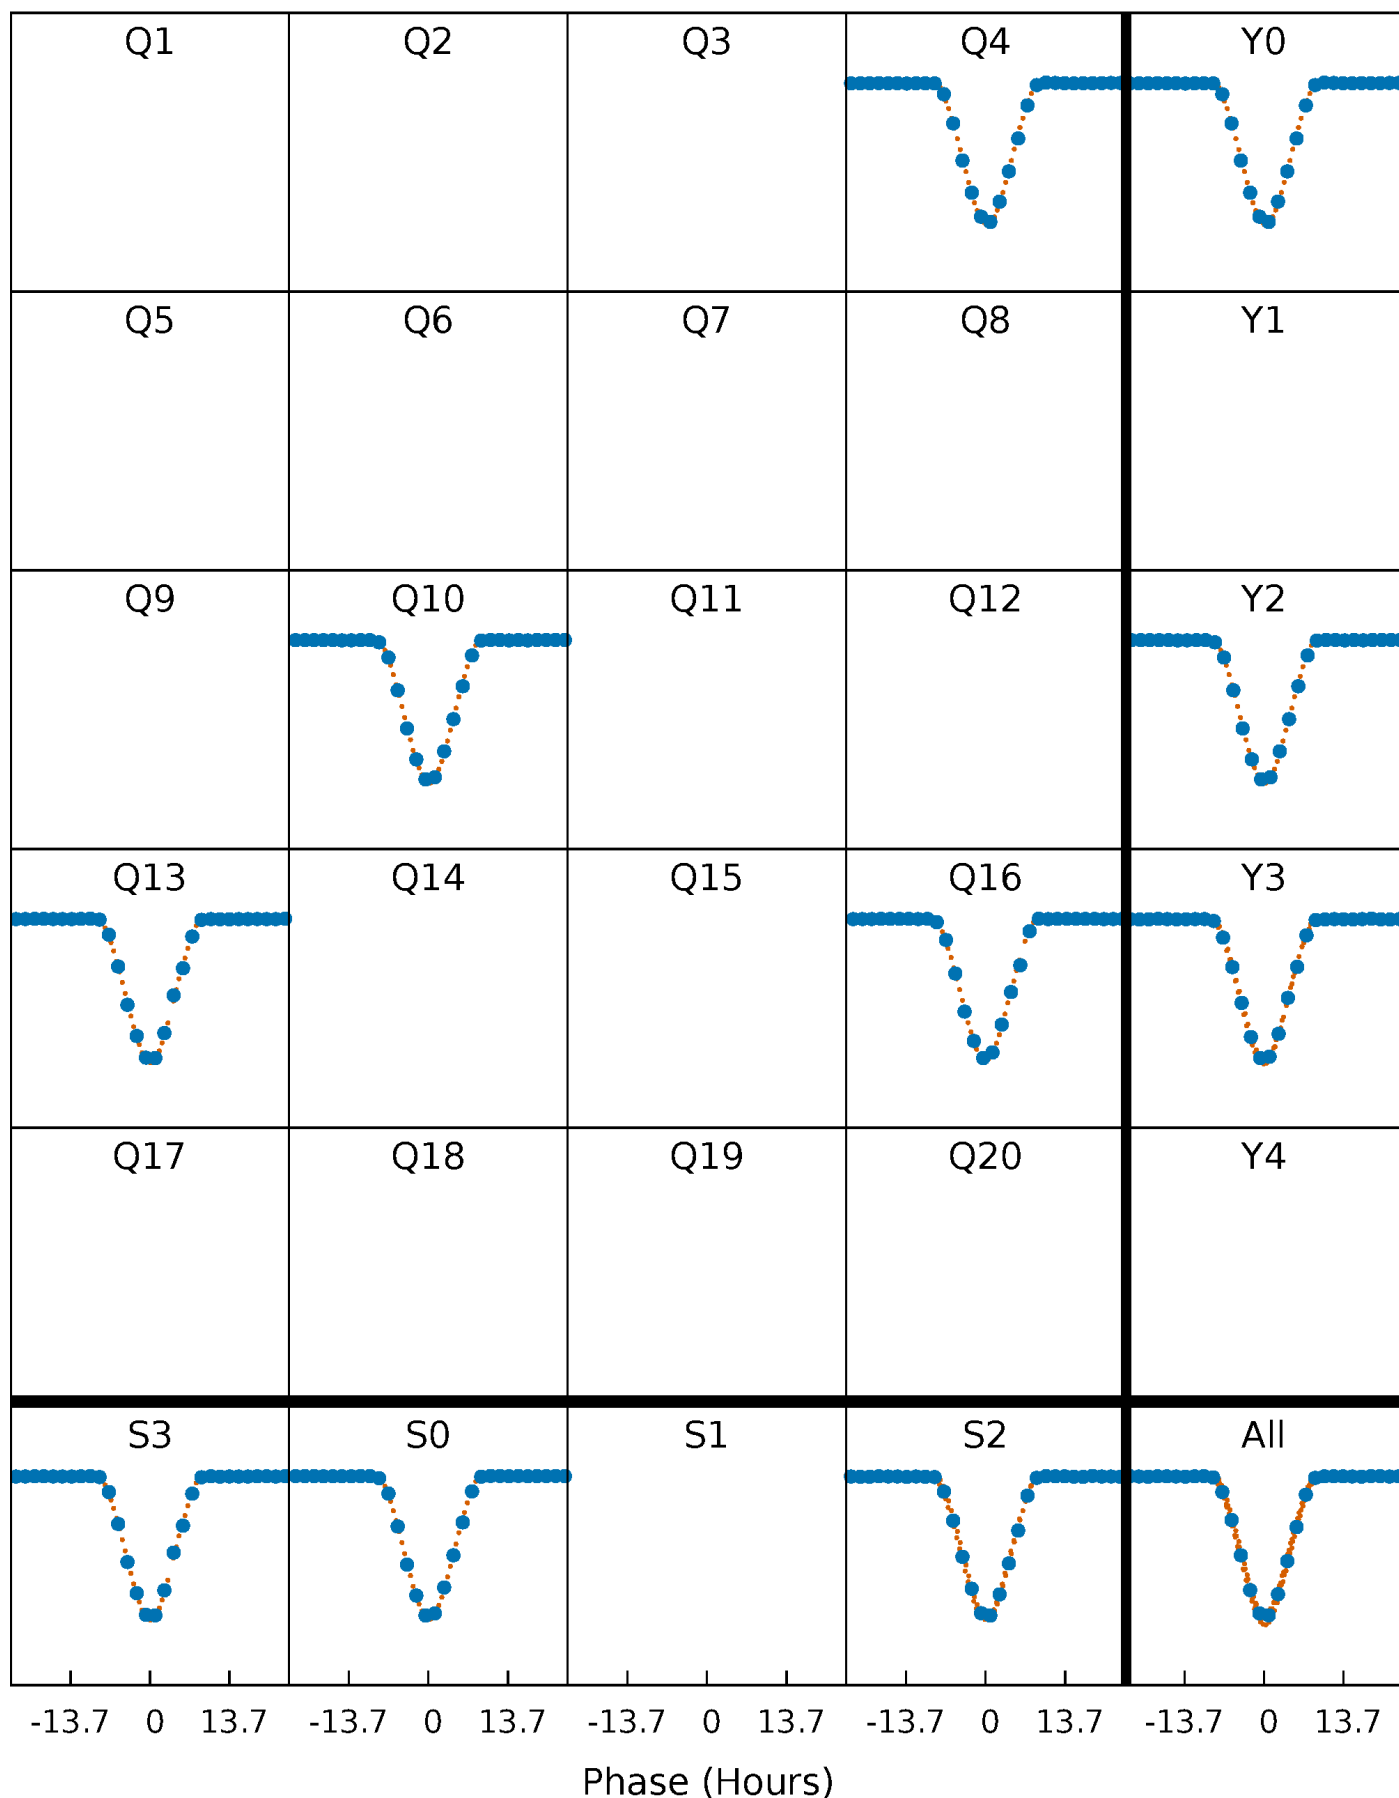 Q1 Q2 Q3 Q4 Y0
Q5 Q6 Q7 Q8 Y1
Q9 Q10 Q11 Q12 Y2
Q13 Q14 Q15 Q16 Y3
Q17 Q18 Q19 Q20 Y4
S3 S0 S1 S2 All
-13.7 0 13.7 -13.7 0 13.7 -13.7 0 13.7 -13.7 0 13.7 -13.7 0 13.7
Phase (Hours)